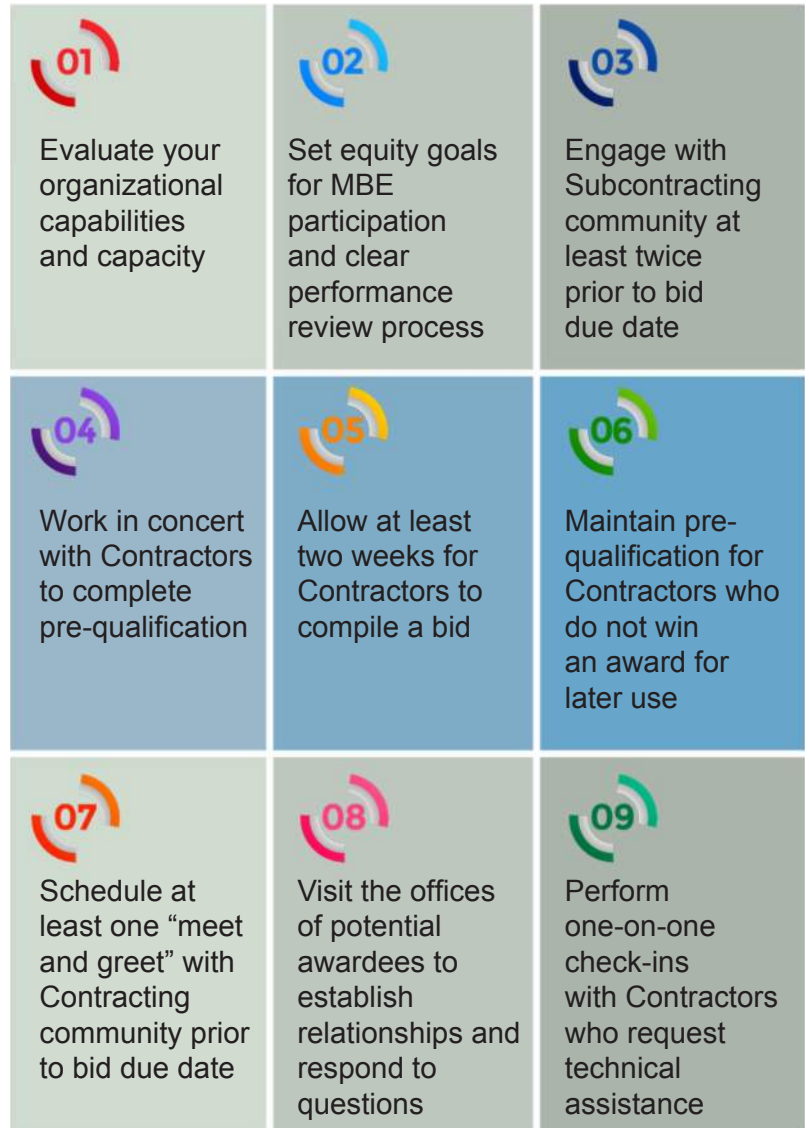 01
Evaluate your
organizational
capabilities
and capacity
02
Set equity goals
for MBE
participation
and clear
performance
review process
03
Engage with
Subcontracting
community at
least twice
prior to bid
due date
04
Work in concert
with Contractors
to complete
pre-qualification
05
Allow at least
two weeks for
Contractors to
compile a bid
06
Maintain pre-
qualification for
Contractors who
do not win
an award for
later use
07
Schedule at
least one “meet
and greet” with
Contracting
community prior
to bid due date
08
Visit the offices
of potential
awardees to
establish
relationships and
respond to
questions
09
Perform
one-on-one
check-ins
with Contractors
who request
technical
assistance